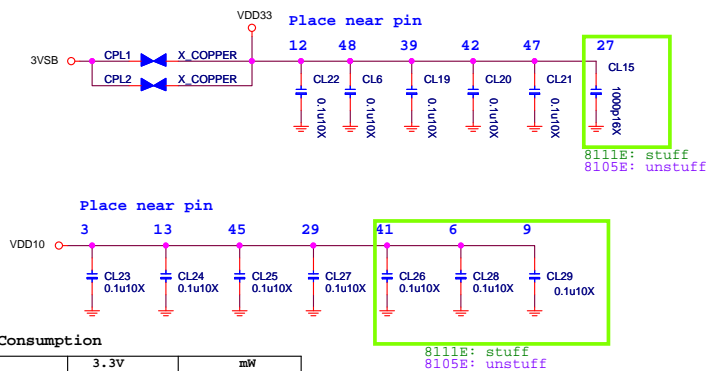 VDD33
Place near pin
3VSB
CPL1 X_COPPER
CPL2 X_COPPER
12 48 39 42 47 27
CL22 CL6 CL19 CL20 CL21 CL15
0.1u10X 0.1u10X 0.1u10X 0.1u10X 0.1u10X 1000p16X
8111E: stuff
8105E: unstuff
Place near pin
VDD10
3 13 45 29 41 6 9
CL23 CL24 CL25 CL27 CL26 CL28 CL29
0.1u10X 0.1u10X 0.1u10X 0.1u10X 0.1u10X 0.1u10X 0.1u10X
8111E: stuff
8105E: unstuff
Consumption
3.3V mW